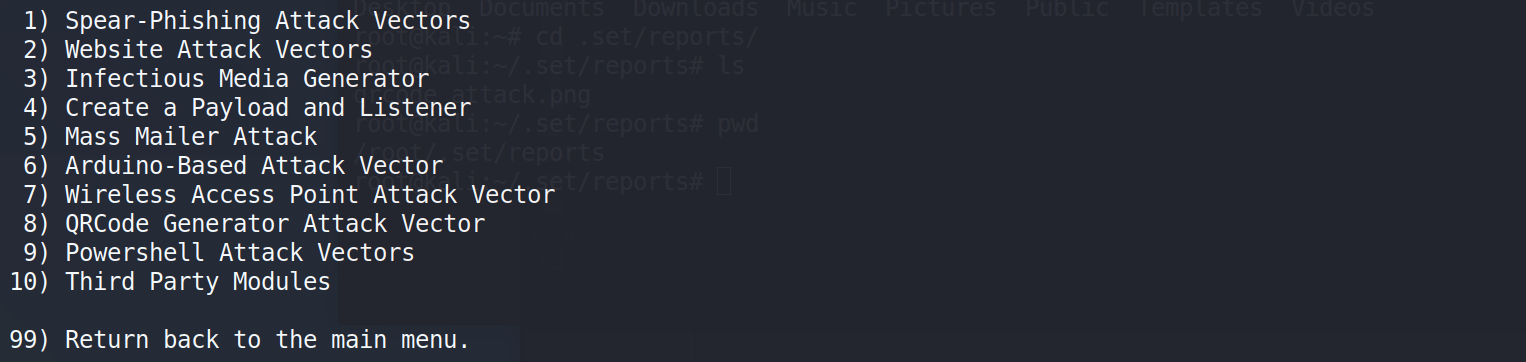 Desktop Documents Downloads Music Pictures Public Templates Videos
1) Spear-Phishing Attack Vectors
root@kali:~# cd .set/reports/
2) Website Attack Vectors
root@kali:~/.set/reports# ls
3) Infectious Media Generator
qrcode_attack.png
4) Create a Payload and Listener
root@kali:~/.set/reports# pwd
5) Mass Mailer Attack
/root/.set/reports
6) Arduino-Based Attack Vector
root@kali:~/.set/reports#
7) Wireless Access Point Attack Vector
8) QRCode Generator Attack Vector
9) Powershell Attack Vectors
10) Third Party Modules
99) Return back to the main menu.